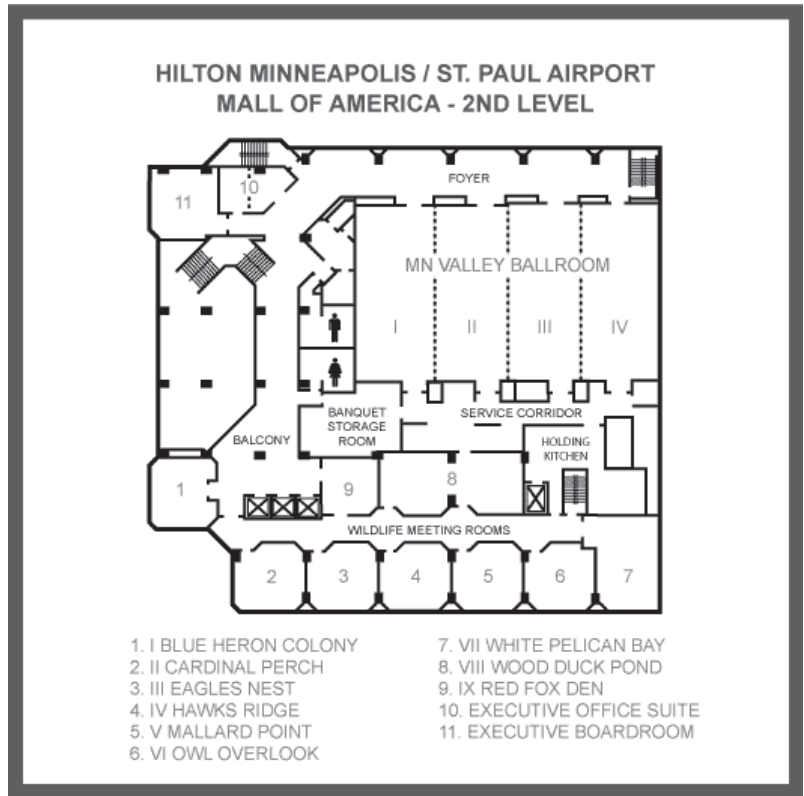 HILTON MINNEAPOLIS / ST. PAUL AIRPORT
MALL OF AMERICA - 2ND LEVEL
FOYER
11
10
MN VALLEY BALLROOM
I
II
III
IV
BANQUET
STORAGE
ROOM
SERVICE CORRIDOR
BALCONY
HOLDING
KITCHEN
1
9
8
WILDLIFE MEETING ROOMS
2
3
4
5
6
7
1. I BLUE HERON COLONY
2. II CARDINAL PERCH
3. III EAGLES NEST
4. IV HAWKS RIDGE
5. V MALLARD POINT
6. VI OWL OVERLOOK
7. VII WHITE PELICAN BAY
8. VIII WOOD DUCK POND
9. IX RED FOX DEN
10. EXECUTIVE OFFICE SUITE
11. EXECUTIVE BOARDROOM